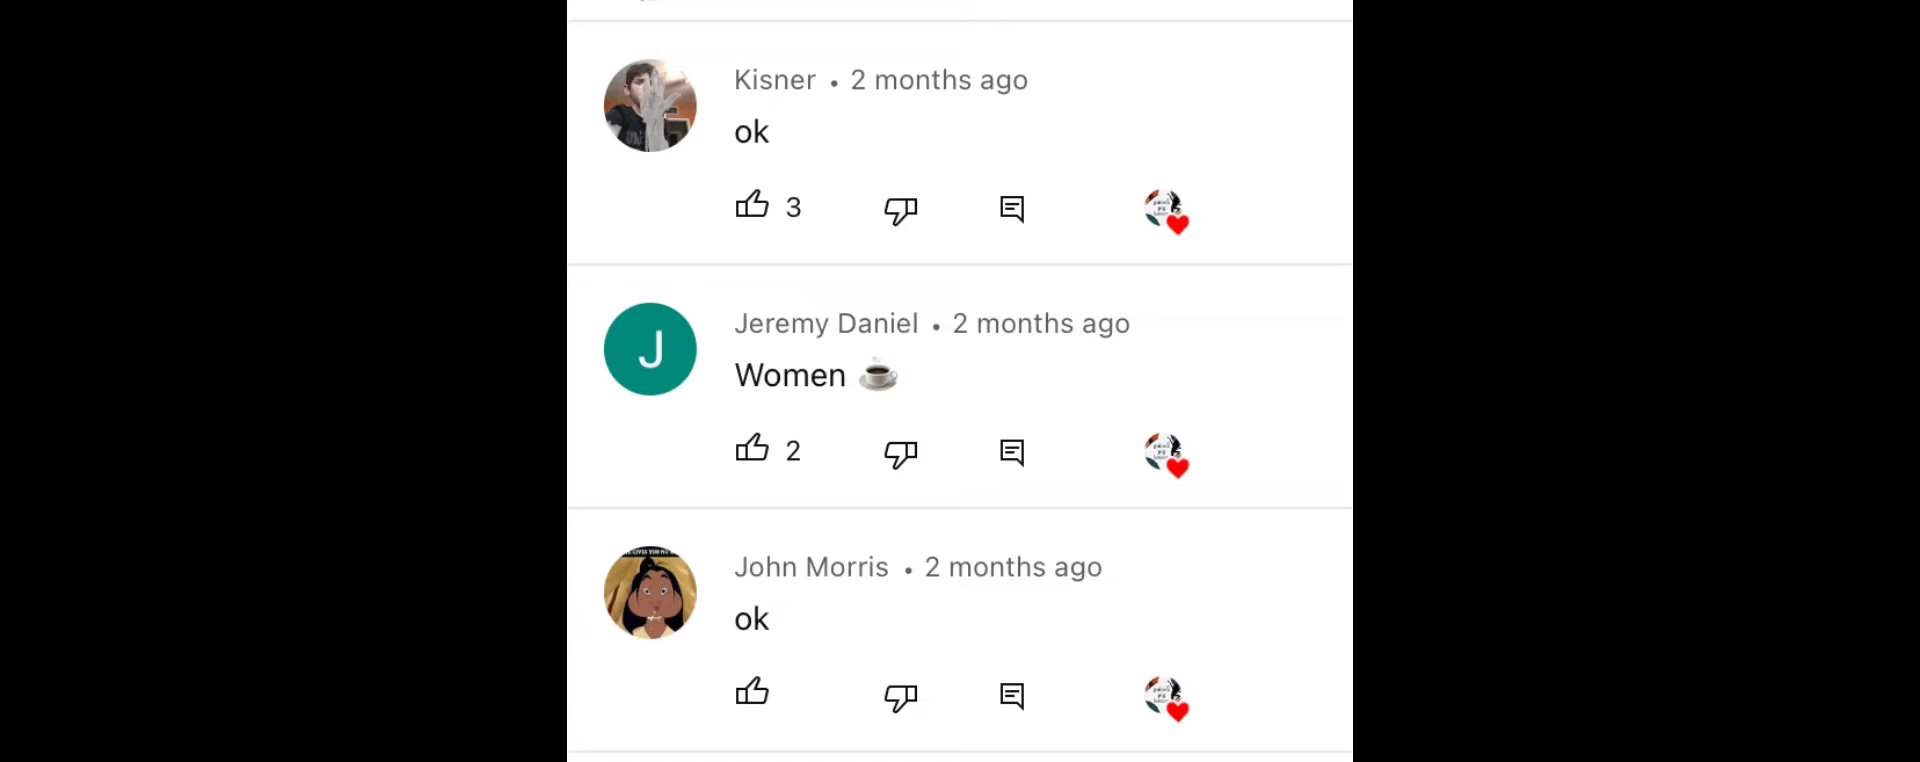 Kisner • 2 months ago
ok
3
Jeremy Daniel • 2 months ago
Women ☕
2
John Morris • 2 months ago
ok